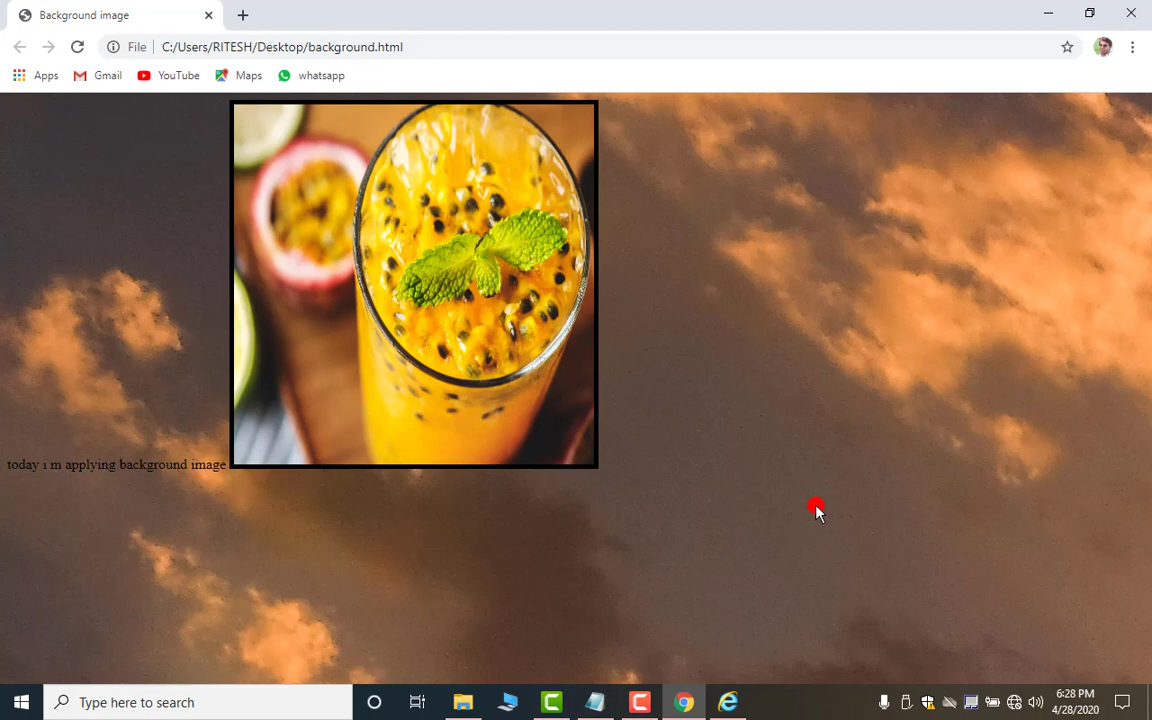 Background image
File
C:/Users/RITESH/Desktop/background.html
Apps
Gmail
YouTube
Maps
whatsapp
today i m applying background image
Type here to search
6:28 PM
4/28/2020